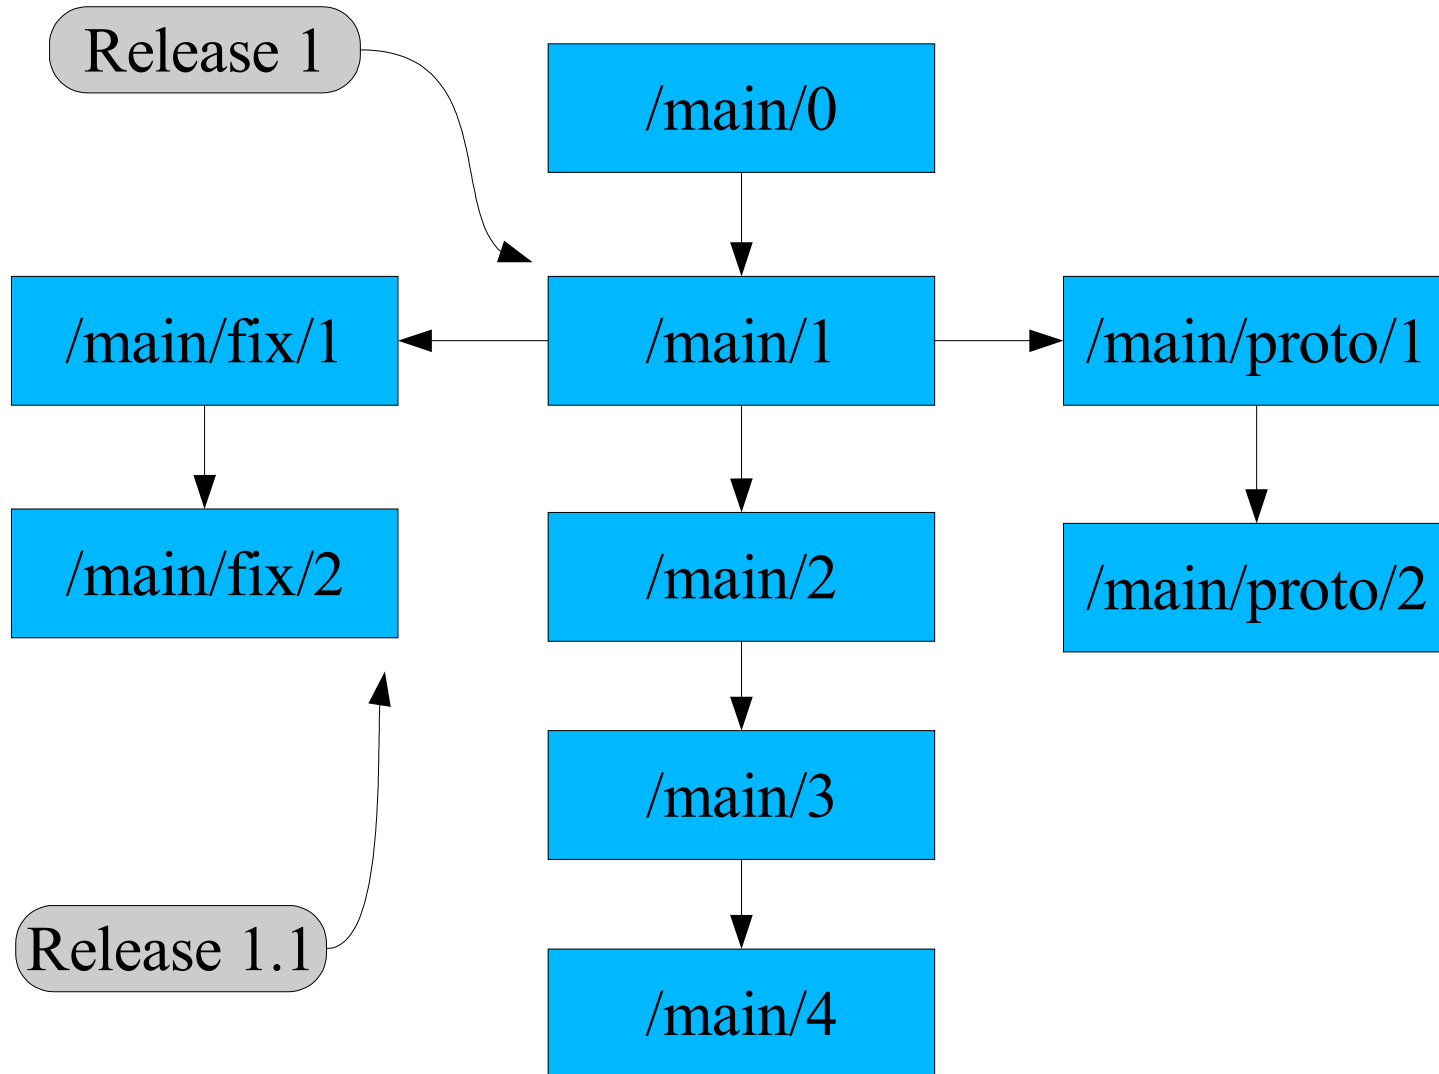 Release 1
/main/0
/main/fix/1
/main/1
/main/proto/1
/main/fix/2
/main/2
/main/proto/2
/main/3
Release 1.1
/main/4